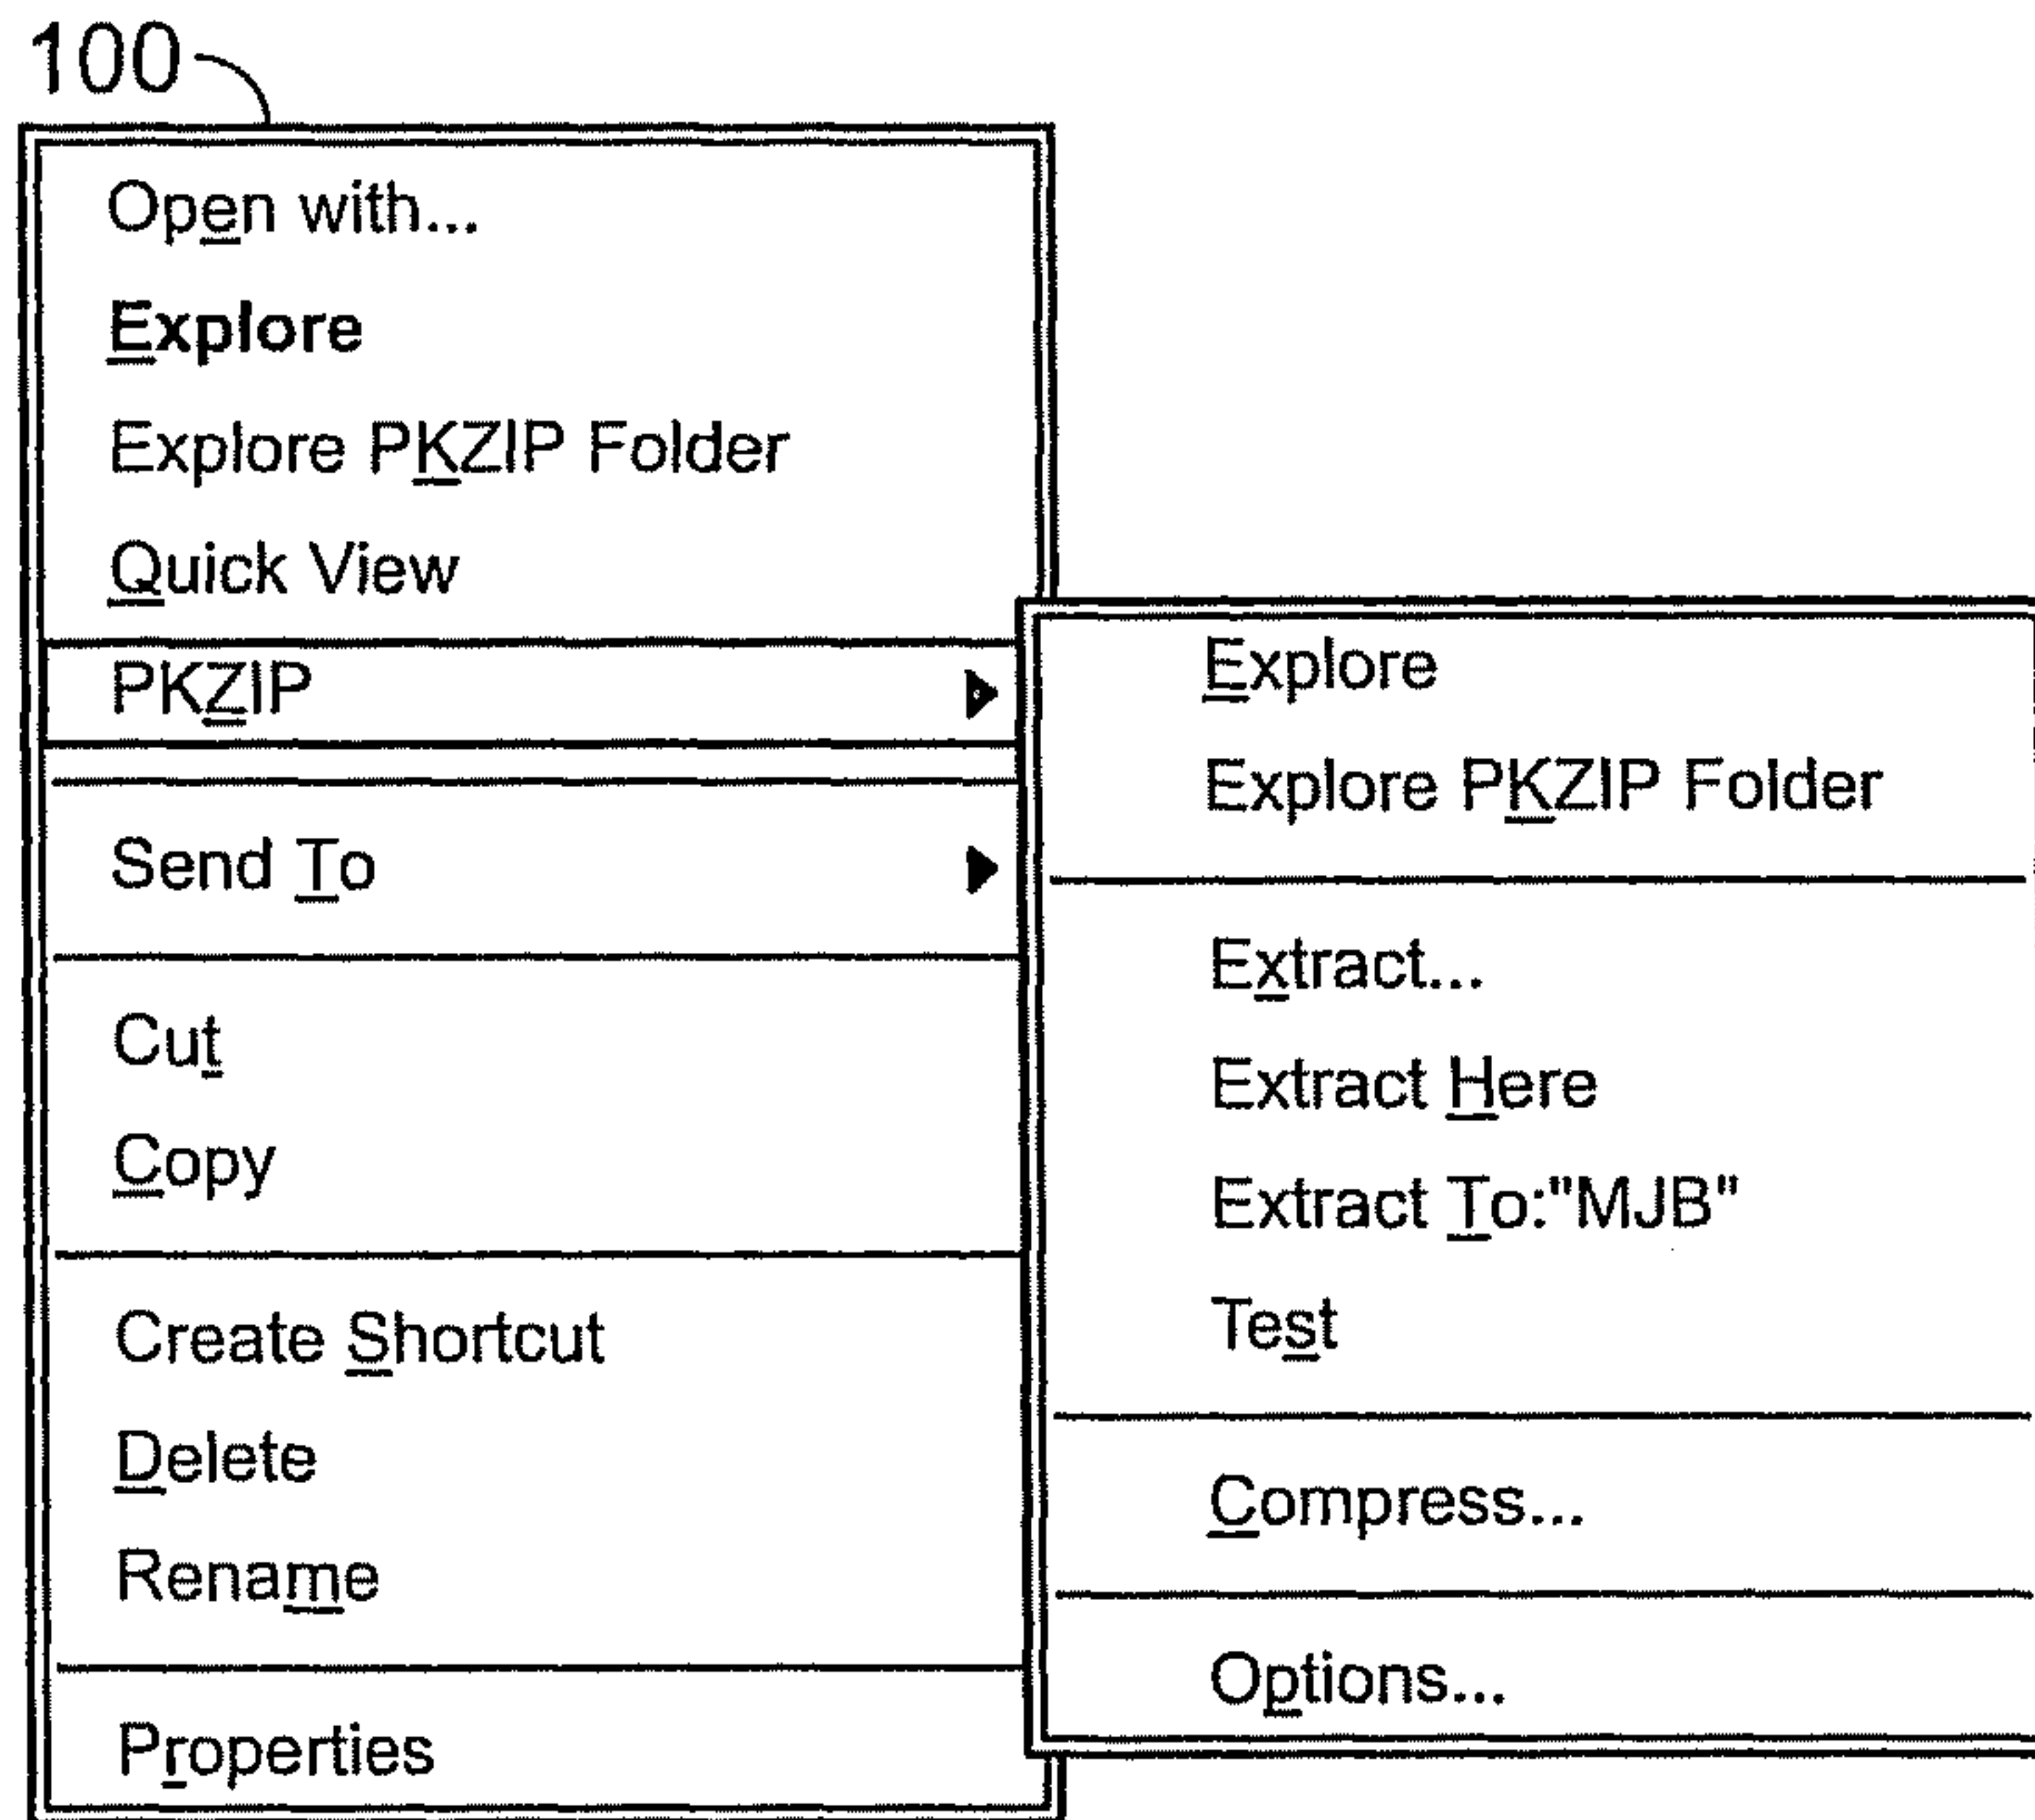 100
Open with...
Explore
Explore PKZIP Folder
Quick View
PKZIP
Send To
Cut
Copy
Create Shortcut
Delete
Rename
Properties
Explore
Explore PKZIP Folder
Extract...
Extract Here
Extract To:"MJB"
Test
Compress...
Options...